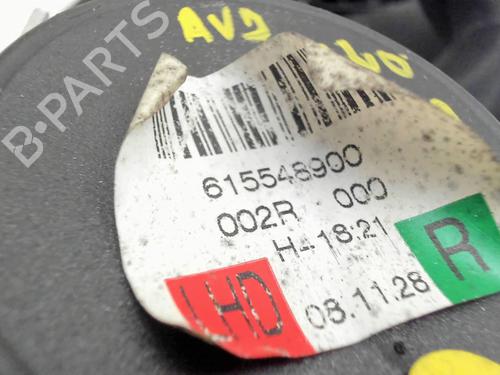 B-PARTS
AVD
615548900
002R 000
H-18:21
LHD
08.11.28
R